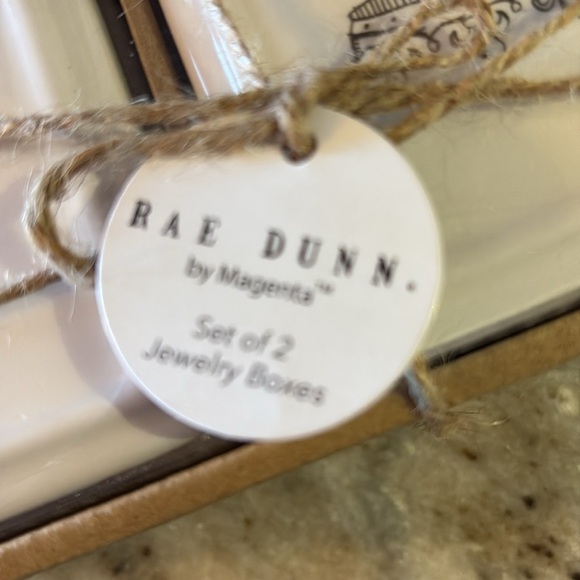 RAE DUNN.
by Magenta™
Set of 2
Jewelry Boxes